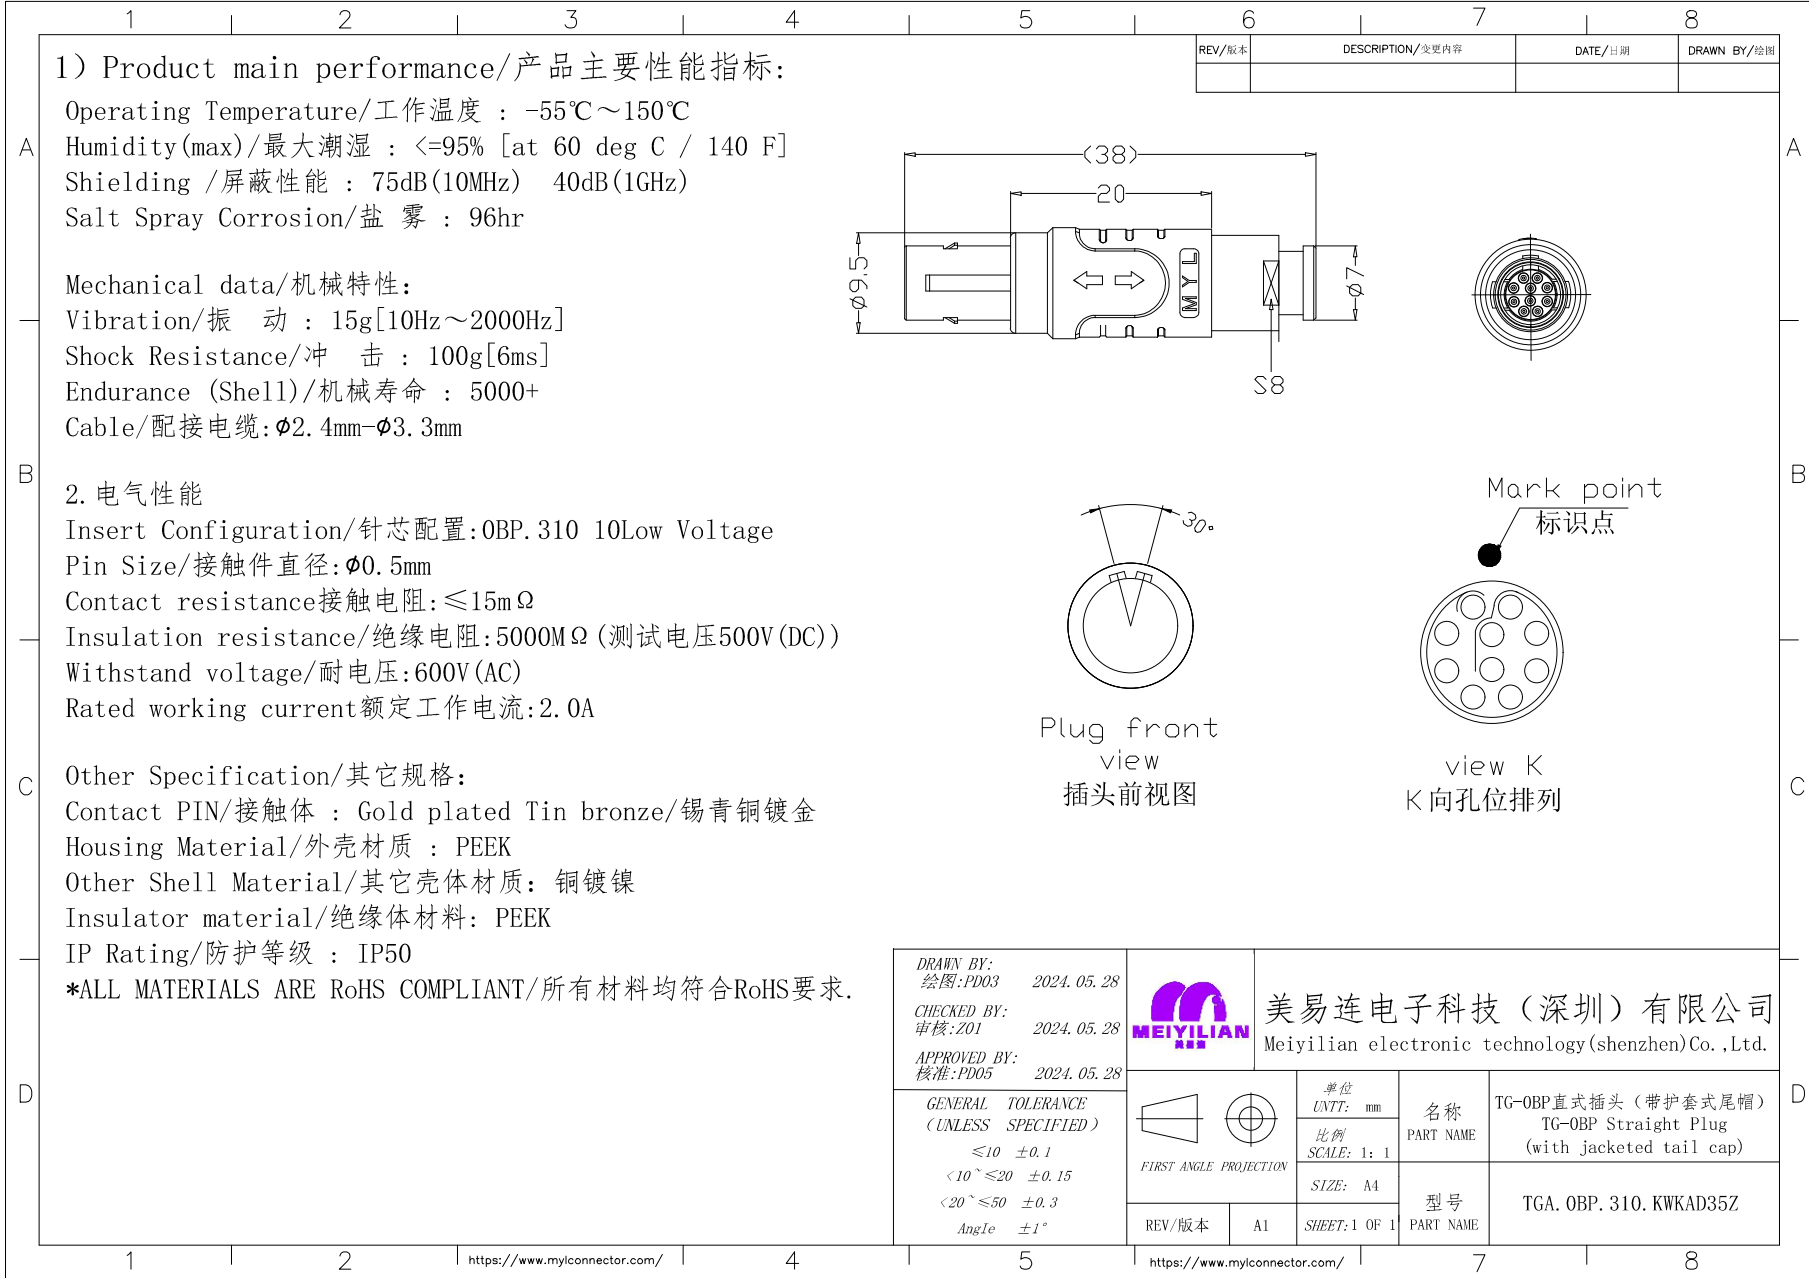 1 2 3 4 5 6 7 8
REV/版本 DESCRIPTION/变更内容 DATE/日期 DRAWN BY/绘图
1）Product main performance/产品主要性能指标:
Operating Temperature/工作温度 : -55℃～150℃
Humidity(max)/最大潮湿 : <=95% [at 60 deg C / 140 F]
Shielding /屏蔽性能 : 75dB(10MHz) 40dB(1GHz)
Salt Spray Corrosion/盐 雾 : 96hr
Mechanical data/机械特性:
Vibration/振 动 : 15g[10Hz～2000Hz]
Shock Resistance/冲 击 : 100g[6ms]
Endurance (Shell)/机械寿命 : 5000+
Cable/配接电缆:Φ2.4mm-Φ3.3mm
2.电气性能
Insert Configuration/针芯配置:0BP.310 10Low Voltage
Pin Size/接触件直径:Φ0.5mm
Contact resistance接触电阻:≤15mΩ
Insulation resistance/绝缘电阻:5000MΩ(测试电压500V(DC))
Withstand voltage/耐电压:600V(AC)
Rated working current额定工作电流:2.0A
Other Specification/其它规格:
Contact PIN/接触体 : Gold plated Tin bronze/锡青铜镀金
Housing Material/外壳材质 : PEEK
Other Shell Material/其它壳体材质: 铜镀镍
Insulator material/绝缘体材料: PEEK
IP Rating/防护等级 : IP50
*ALL MATERIALS ARE RoHS COMPLIANT/所有材料均符合RoHS要求.
A
B
C
D
A
B
C
D
(38)
20
Φ9.5
MYL
Φ7
S8
30°
Plug front
view
插头前视图
Mark point
标识点
view K
K向孔位排列
DRAWN BY:
绘图:PD03 2024.05.28
CHECKED BY:
审核:Z01 2024.05.28
APPROVED BY:
核准:PD05 2024.05.28
GENERAL TOLERANCE
(UNLESS SPECIFIED)
≤10 ±0.1
<10~≤20 ±0.15
<20~≤50 ±0.3
Angle ±1°
MEIYILIAN
美易连
美易连电子科技（深圳）有限公司
Meiyilian electronic technology(shenzhen)Co.,Ltd.
FIRST ANGLE PROJECTION
REV/版本 A1
单位
UNTT: mm
比例
SCALE: 1: 1
SIZE: A4
SHEET:1 OF 1
名称
PART NAME
TG-0BP直式插头（带护套式尾帽）
TG-0BP Straight Plug
(with jacketed tail cap)
型号
PART NAME
TGA.0BP.310.KWKAD35Z
1 2 https://www.mylconnector.com/ 4 5 https://www.mylconnector.com/ 7 8